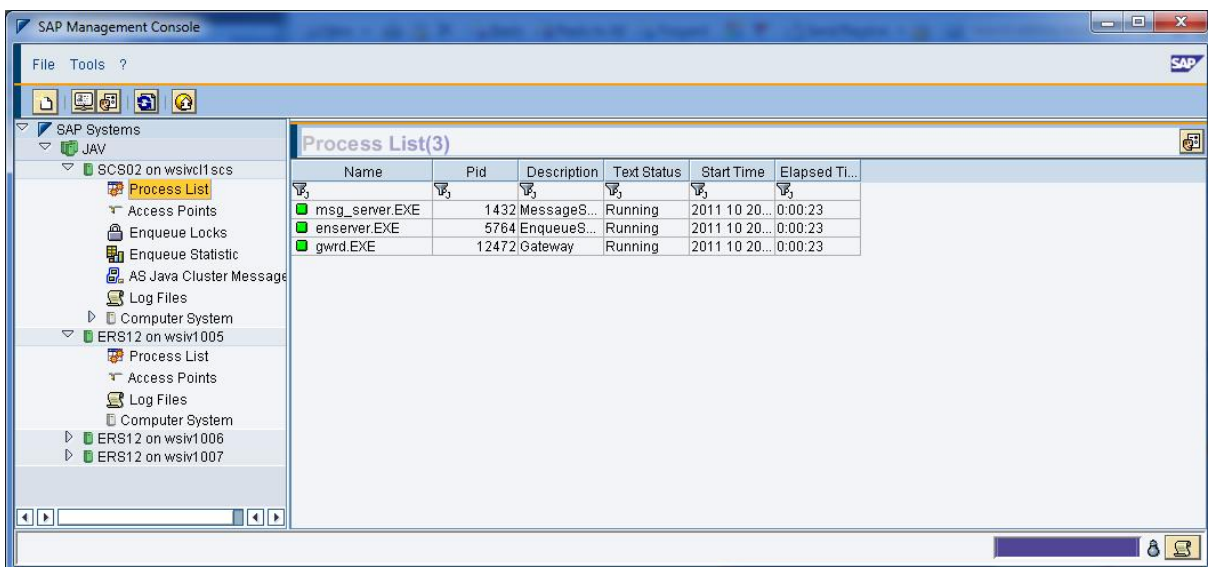 SAP Management Console
File Tools ?
SAP
SAP Systems
JAV
SCS02 on wsivcl1scs
Process List
Access Points
Enqueue Locks
Enqueue Statistic
AS Java Cluster Message
Log Files
Computer System
ERS12 on wsiv1005
Process List
Access Points
Log Files
Computer System
ERS12 on wsiv1006
ERS12 on wsiv1007
Process List(3)
Name Pid Description Text Status Start Time Elapsed Ti...
msg_server.EXE 1432 MessageS... Running 2011 10 20... 0:00:23
enserver.EXE 5764 EnqueueS... Running 2011 10 20... 0:00:23
gwrd.EXE 12472 Gateway Running 2011 10 20... 0:00:23